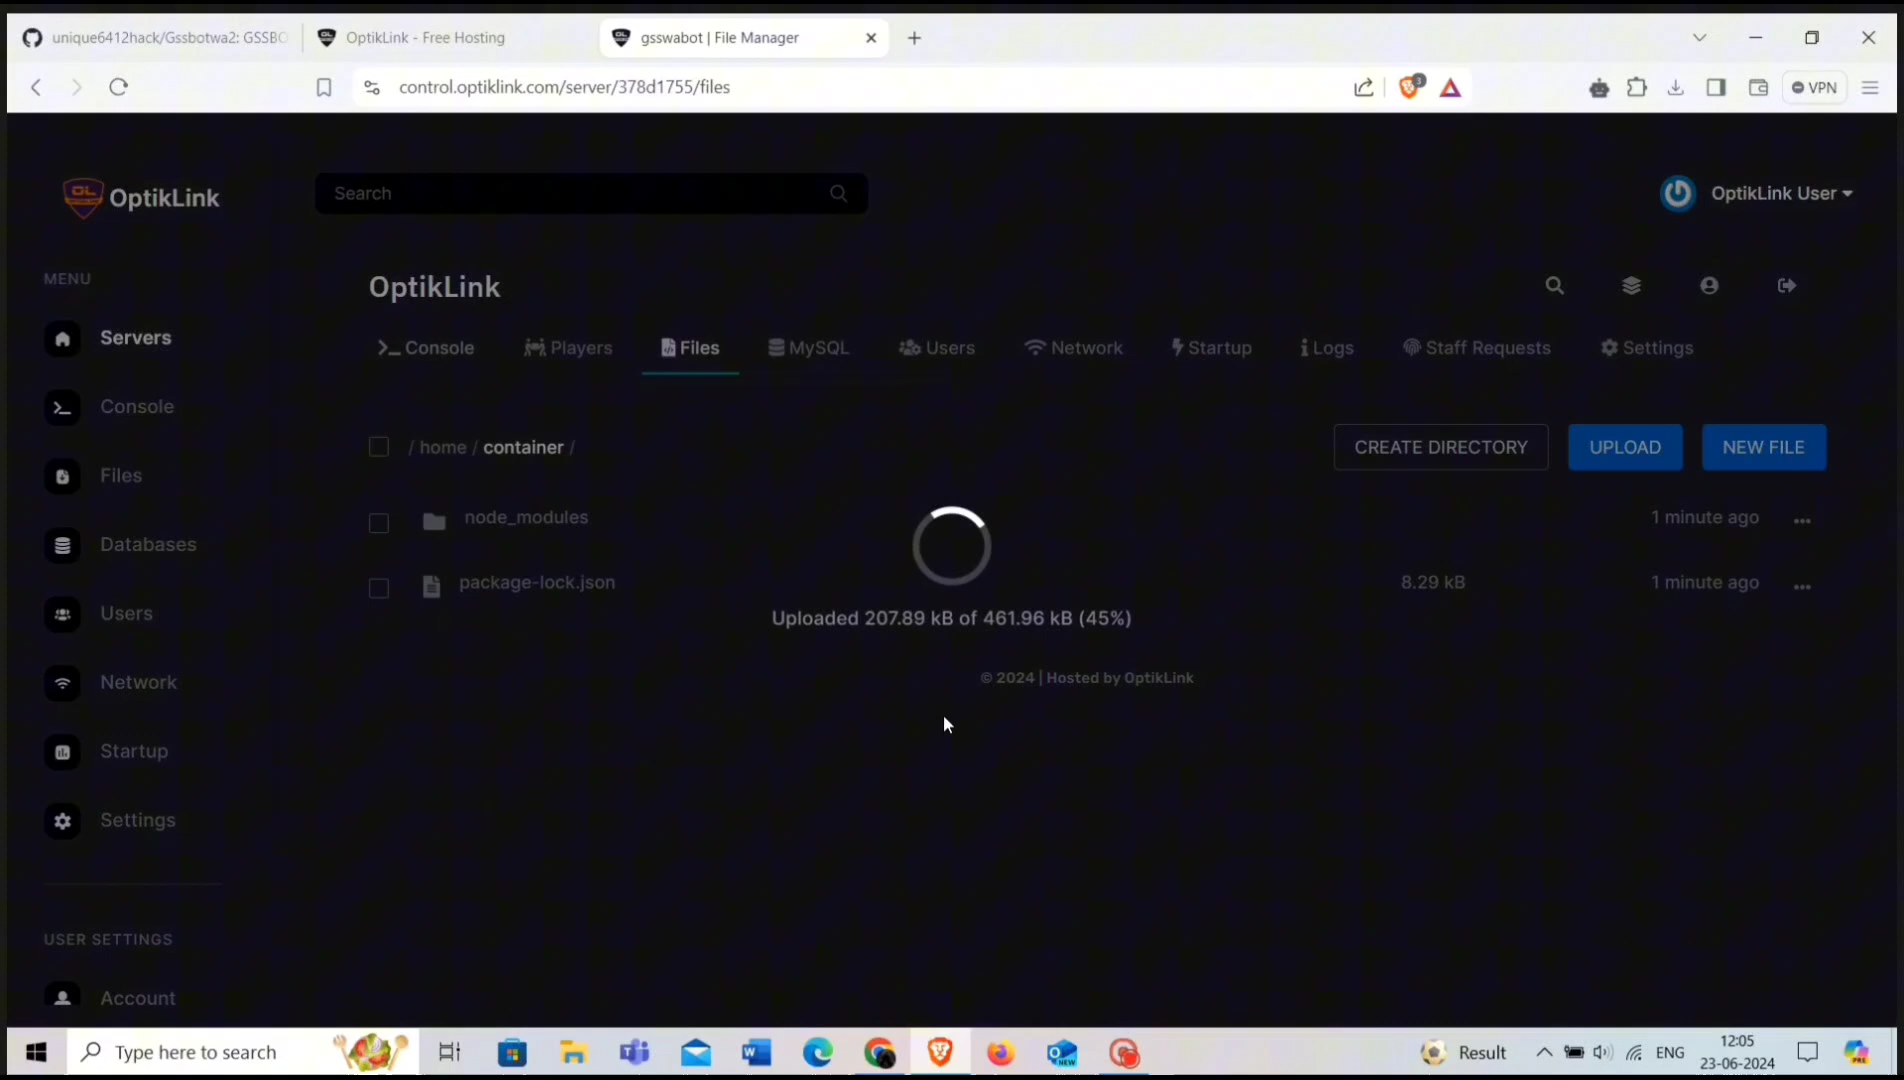 unique6412hack/Gssbotwa2: GSSBO
OptikLink - Free Hosting
gsswabot | File Manager
control.optiklink.com/server/378d1755/files
3
VPN
OptikLink
Search
OptikLink User
MENU
OptikLink
Servers
Console
Players
Files
MySQL
Users
Network
Startup
Logs
Staff Requests
Settings
Console
/ home / container /
CREATE DIRECTORY
UPLOAD
NEW FILE
Files
node_modules
1 minute ago
Databases
package-lock.json
8.29 kB
1 minute ago
Uploaded 207.89 kB of 461.96 kB (45%)
Users
© 2024 | Hosted by OptikLink
Network
Startup
Settings
USER SETTINGS
Account
Type here to search
Result
ENG
12:05
23-06-2024